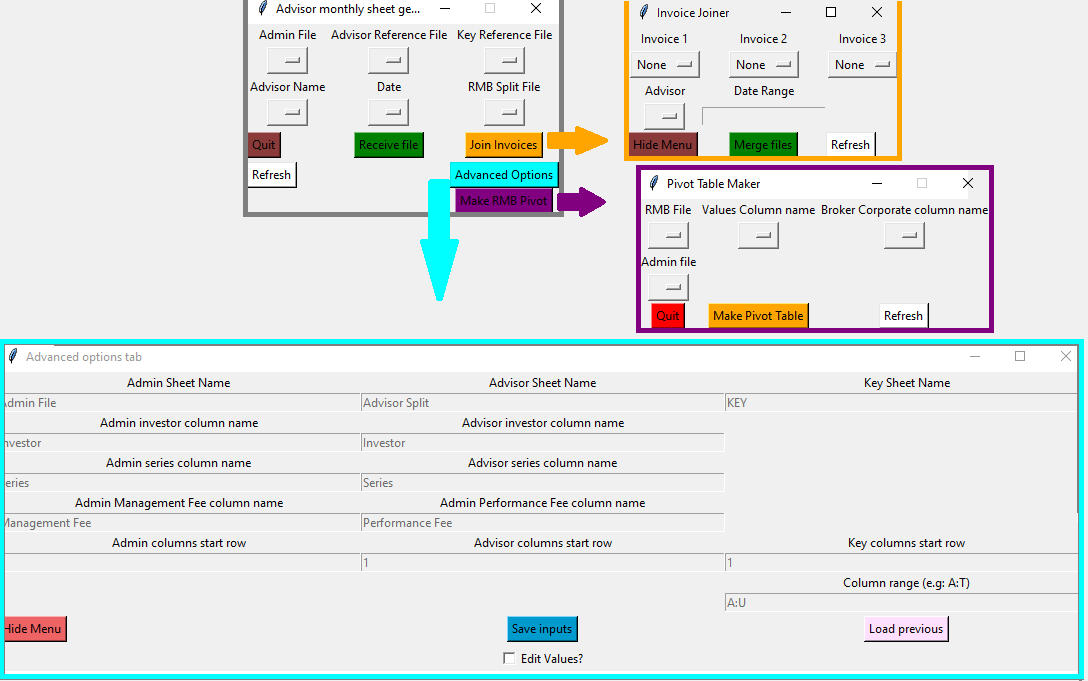 Advisor monthly sheet ge...
Admin File Advisor Reference File Key Reference File
Advisor Name Date RMB Split File
Quit Receive file Join Invoices
Refresh Advanced Options
Make RMB Pivot
Invoice Joiner
Invoice 1 Invoice 2 Invoice 3
None None None
Advisor Date Range
Hide Menu Merge files Refresh
Pivot Table Maker
RMB File Values Column name Broker Corporate column name
Admin file
Quit Make Pivot Table Refresh
Advanced options tab
Admin Sheet Name Advisor Sheet Name Key Sheet Name
Admin File Advisor Split KEY
Admin investor column name Advisor investor column name
Investor Investor
Admin series column name Advisor series column name
Series Series
Admin Management Fee column name Admin Performance Fee column name
Management Fee Performance Fee
Admin columns start row Advisor columns start row Key columns start row
1 1
Column range (e.g: A:T)
A:U
Hide Menu Save inputs Load previous
Edit Values?